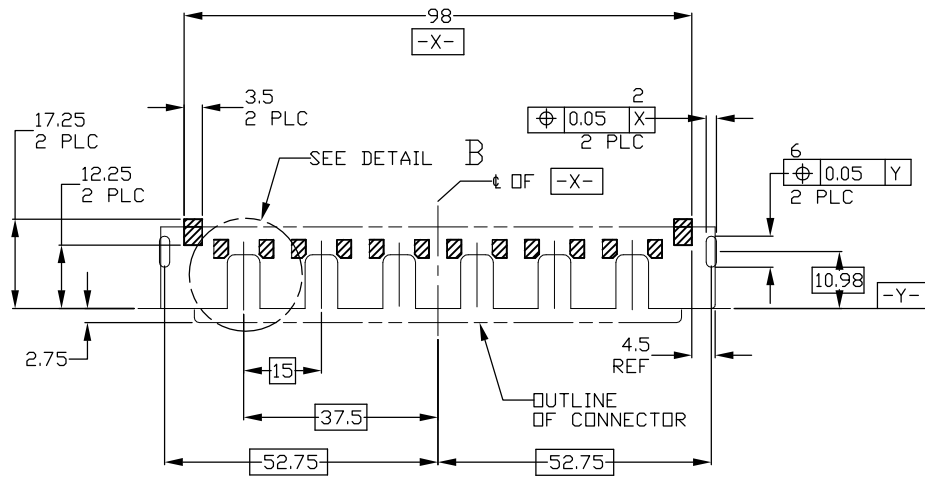 98
-X-
3.5
2 PLC
17.25
2 PLC
12.25
2 PLC
SEE DETAIL B
℄ OF -X-
2
⌖ 0.05 X
2 PLC
6
⌖ 0.05 Y
2 PLC
10.98
-Y-
2.75
15
4.5
REF
37.5
OUTLINE
OF CONNECTOR
52.75
52.75